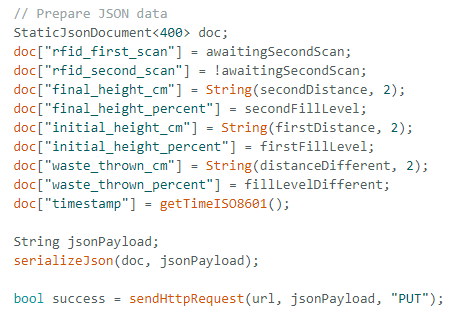 // Prepare JSON data
StaticJsonDocument<400> doc;
doc["rfid_first_scan"] = awaitingSecondScan;
doc["rfid_second_scan"] = !awaitingSecondScan;
doc["final_height_cm"] = String(secondDistance, 2);
doc["final_height_percent"] = secondFillLevel;
doc["initial_height_cm"] = String(firstDistance, 2);
doc["initial_height_percent"] = firstFillLevel;
doc["waste_thrown_cm"] = String(distanceDifferent, 2);
doc["waste_thrown_percent"] = fillLevelDifferent;
doc["timestamp"] = getTimeISO8601();

String jsonPayload;
serializeJson(doc, jsonPayload);

bool success = sendHttpRequest(url, jsonPayload, "PUT");